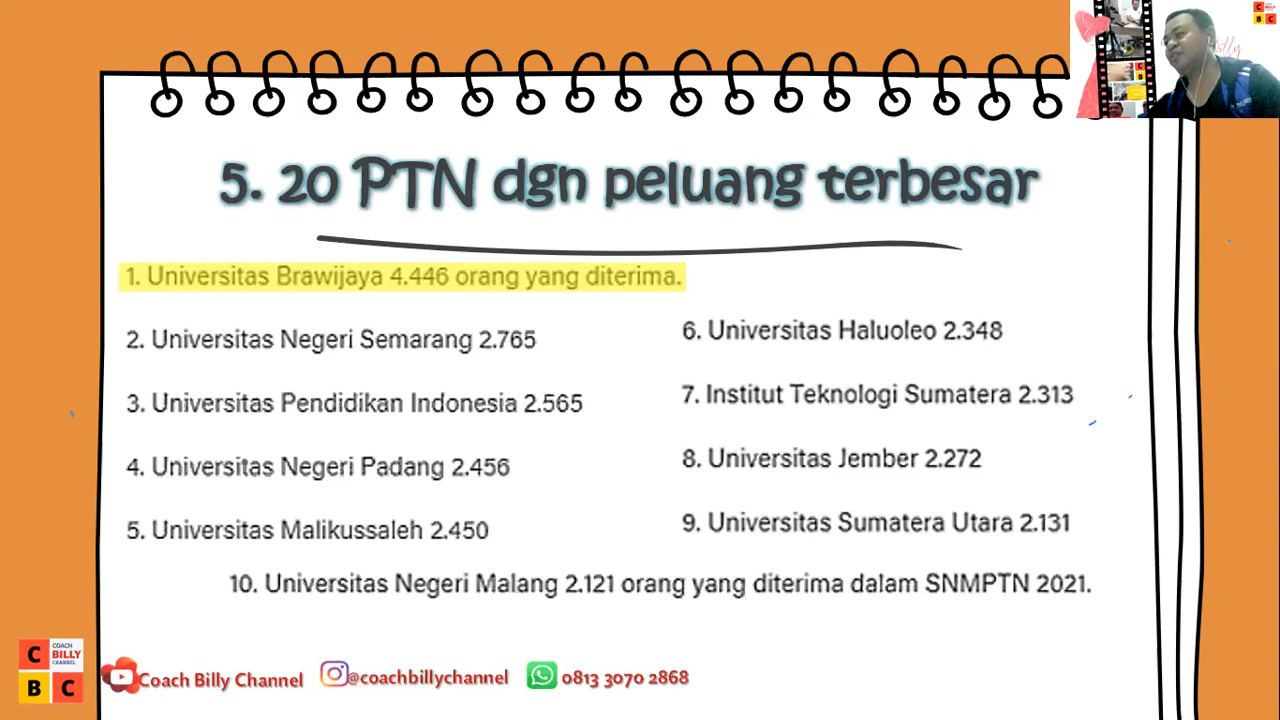 5. 20 PTN dgn peluang terbesar
1. Universitas Brawijaya 4.446 orang yang diterima.
2. Universitas Negeri Semarang 2.765
3. Universitas Pendidikan Indonesia 2.565
4. Universitas Negeri Padang 2.456
5. Universitas Malikussaleh 2.450
6. Universitas Haluoleo 2.348
7. Institut Teknologi Sumatera 2.313
8. Universitas Jember 2.272
9. Universitas Sumatera Utara 2.131
10. Universitas Negeri Malang 2.121 orang yang diterima dalam SNMPTN 2021.
C COACH BILLY CHANNEL
B C
Coach Billy Channel
@coachbillychannel
0813 3070 2868